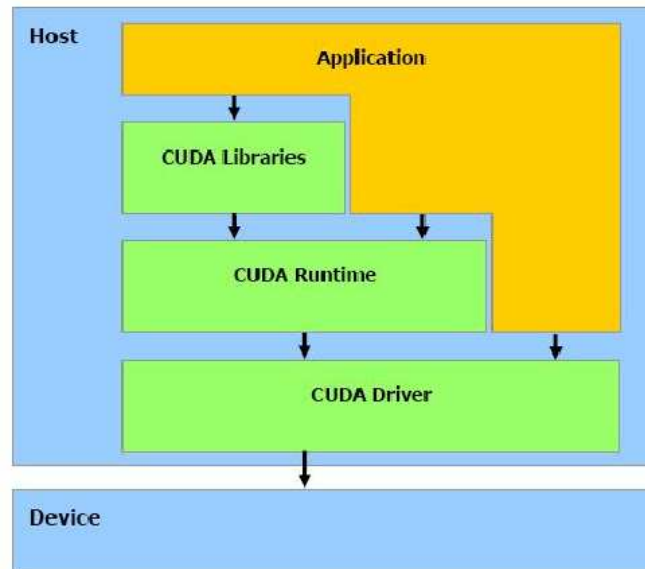 Host
Application
CUDA Libraries
CUDA Runtime
CUDA Driver
Device